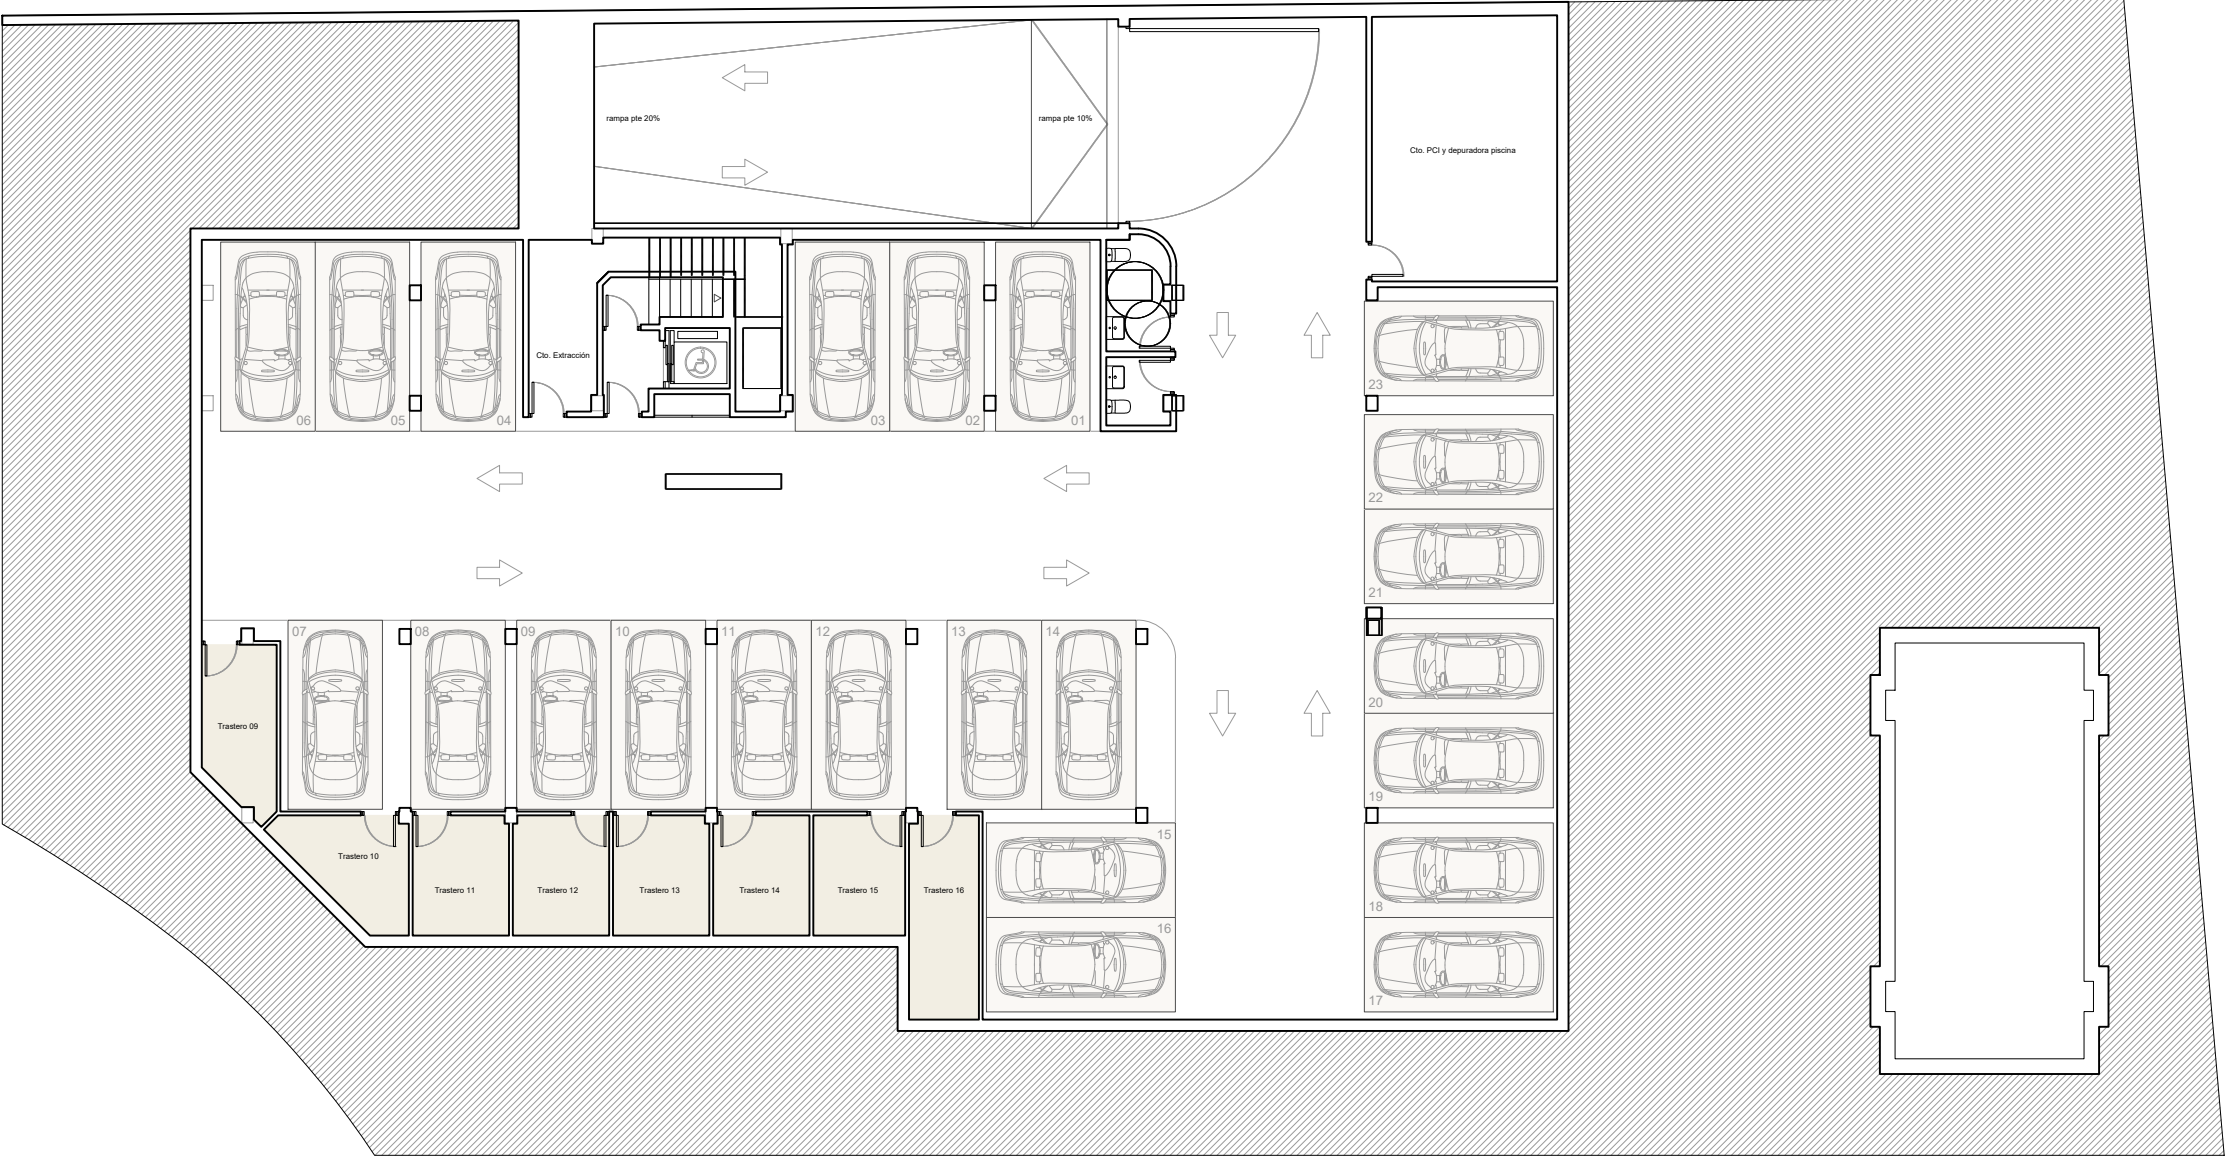 rampa pte 20%
rampa pte 10%
Cto. PCI y depuradora piscina
Cto. Extracción
06
05
04
03
02
01
23
22
21
20
19
18
17
07
08
09
10
11
12
13
14
15
16
Trastero 09
Trastero 10
Trastero 11
Trastero 12
Trastero 13
Trastero 14
Trastero 15
Trastero 16